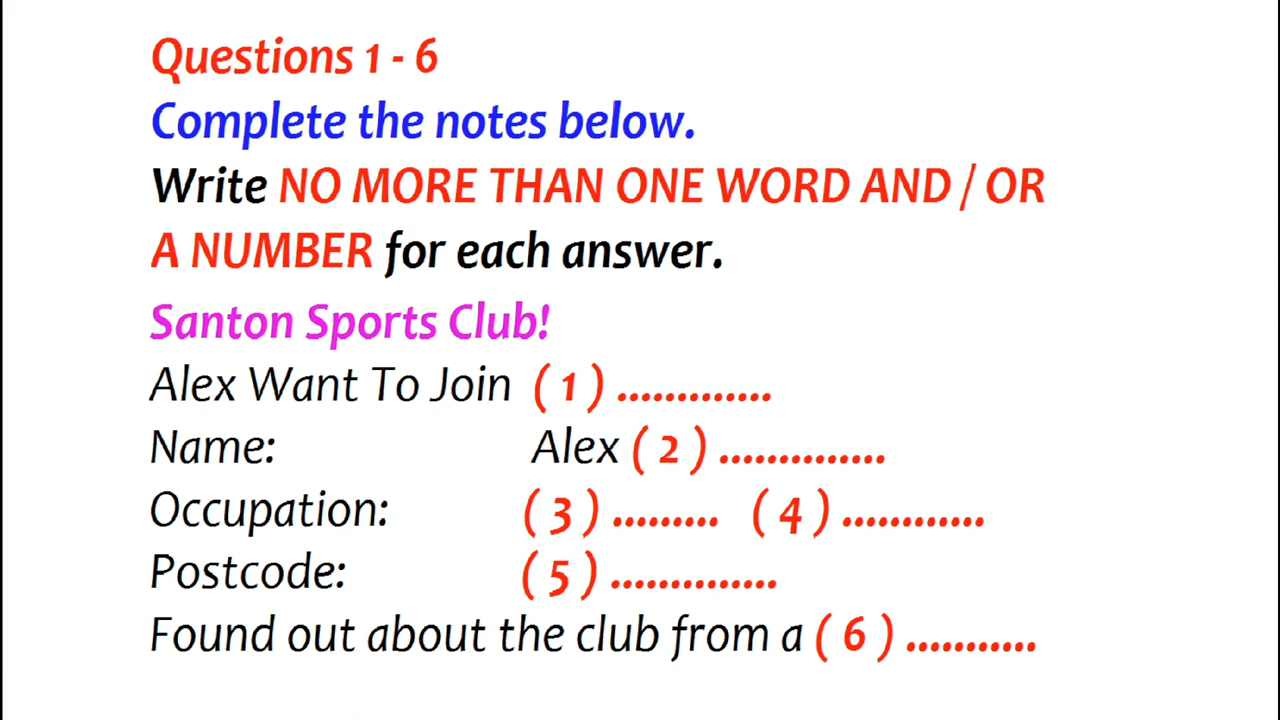 Questions 1 - 6
Complete the notes below.
Write NO MORE THAN ONE WORD AND / OR
A NUMBER for each answer.
Santon Sports Club!
Alex Want To Join ( 1 ) .............
Name: Alex ( 2 ) ..............
Occupation: ( 3 ) ......... ( 4 ) ............
Postcode: ( 5 ) ..............
Found out about the club from a ( 6 ) ...........